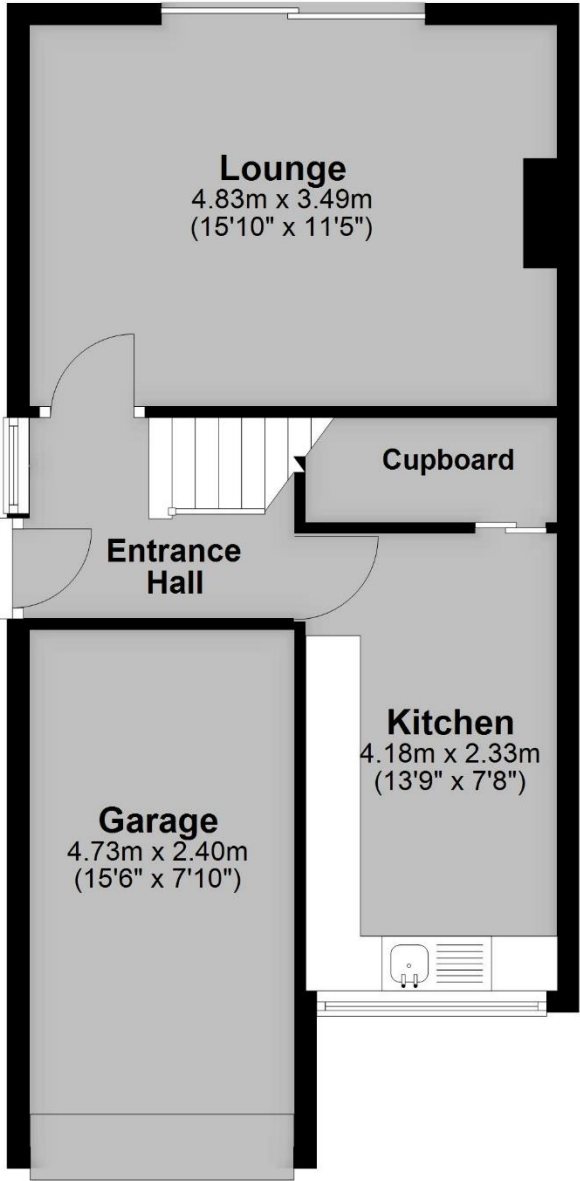 Lounge
4.83m x 3.49m
(15'10" x 11'5")
Cupboard
Entrance
Hall
Kitchen
4.18m x 2.33m
(13'9" x 7'8")
Garage
4.73m x 2.40m
(15'6" x 7'10")